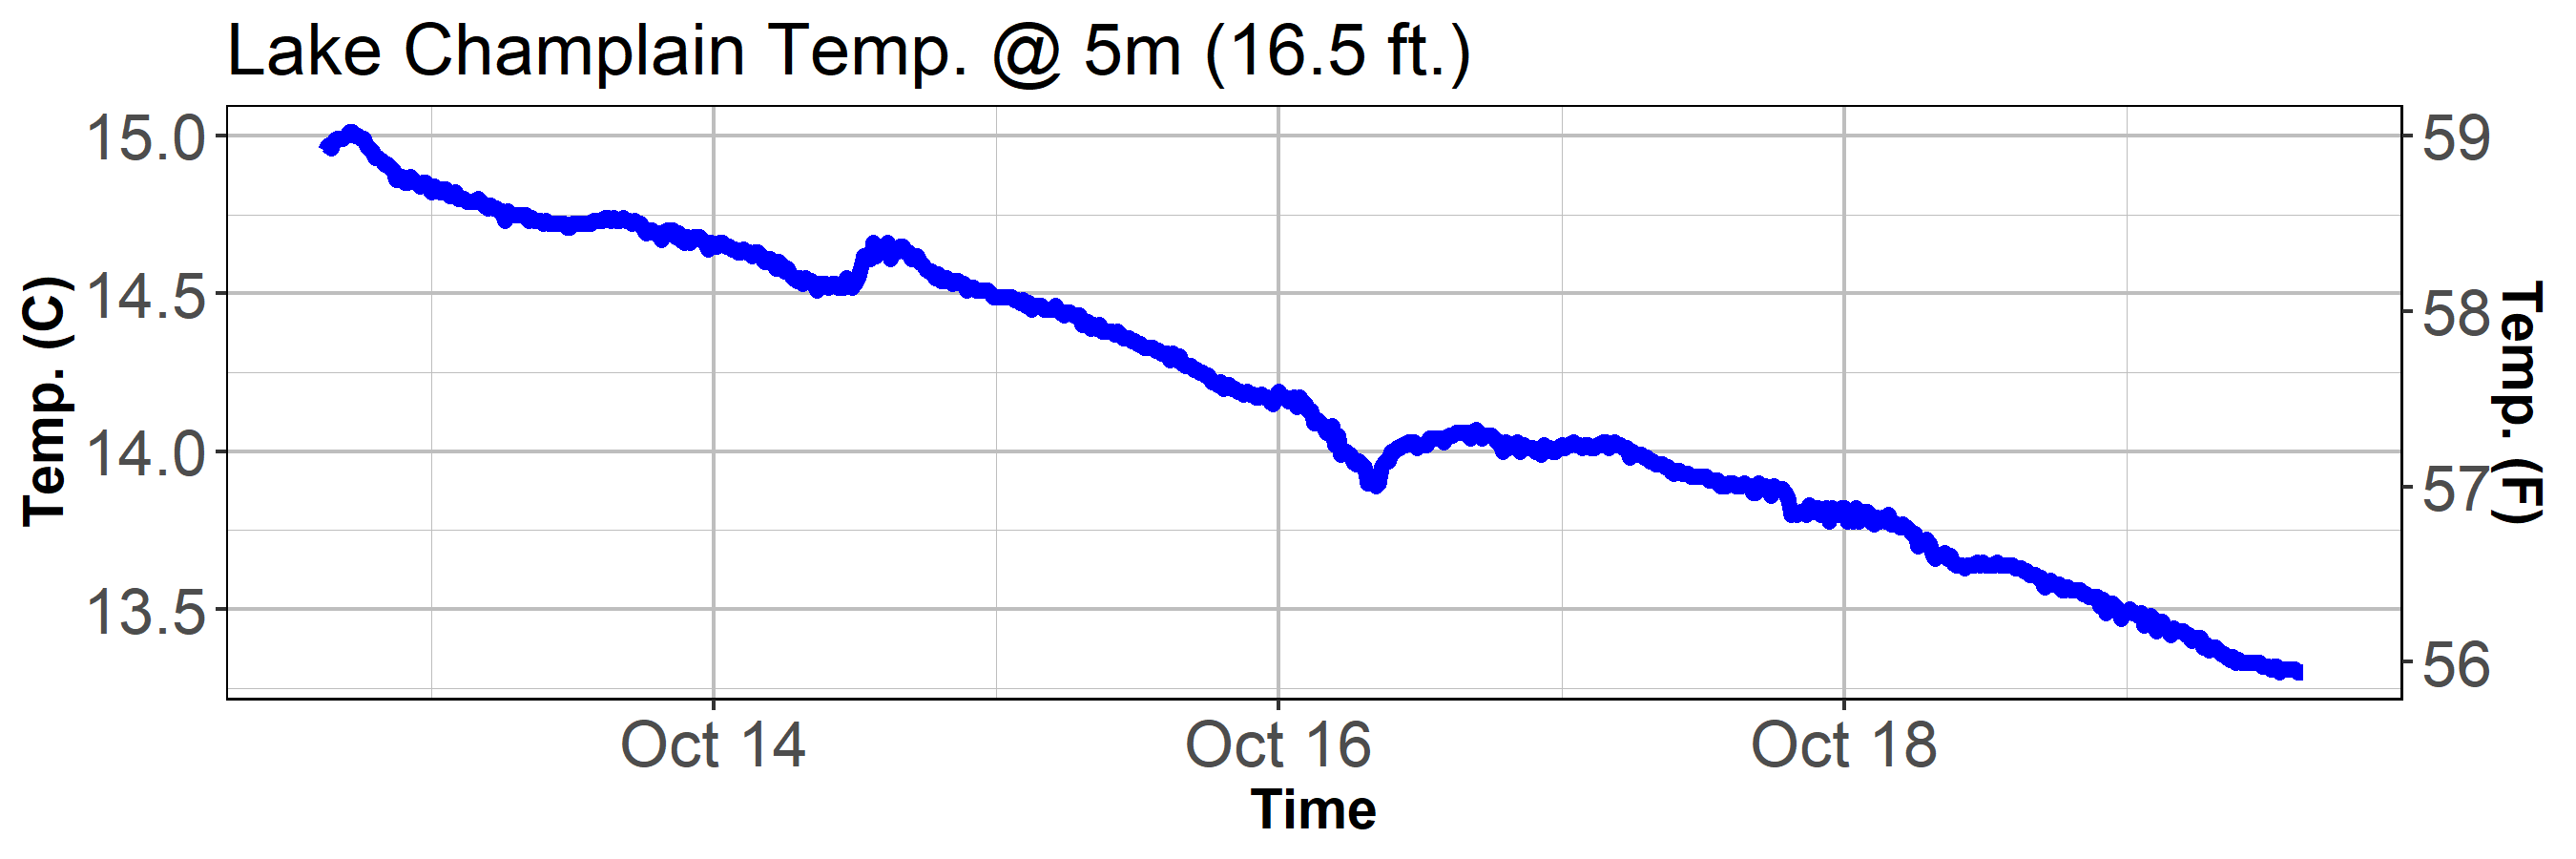 Lake Champlain Temp. @ 5m (16.5 ft.)
Temp. (C)
15.0
14.5
14.0
13.5
59
58
57
56
Temp. (F)
Oct 14 Oct 16 Oct 18
Time